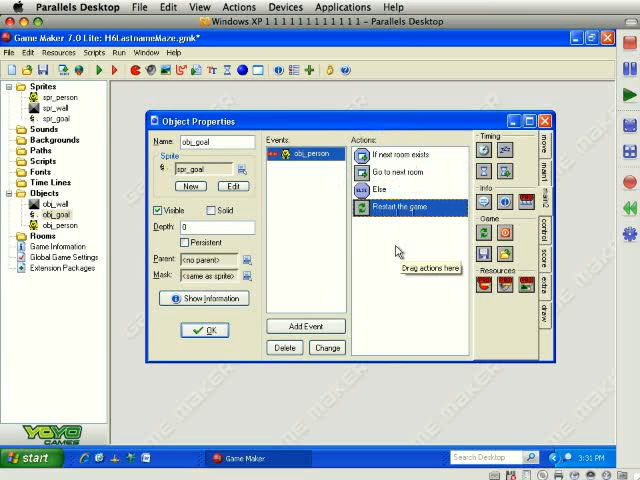 Parallels Desktop File Edit View Actions Devices Applications Help
Windows XP 1 1 1 1 1 1 1 1 1 1 1 1 1 – Parallels Desktop
Game Maker 7.0 Lite: H6LastnameMaze.gmk*
File Edit Resources Scripts Run Window Help
Sprites
spr_person
spr_wall
spr_goal
Sounds
Backgrounds
Paths
Scripts
Fonts
Time Lines
Objects
obj_wall
obj_goal
obj_person
Rooms
Game Information
Global Game Settings
Extension Packages
Object Properties
Name: obj_goal
Sprite
spr_goal
New Edit
Visible Solid
Depth: 0
Persistent
Parent: <no parent>
Mask: <same as sprite>
Show Information
OK
Events:
obj_person
Add Event
Delete Change
Actions:
If next room exists
Go to next room
ELSE Else
Restart the game
Drag actions here
Timing
Info
Game
Resources
move
main1
main2
control
score
extra
draw
YOYO
GAMES
start
Game Maker
Search Desktop
3:31 PM